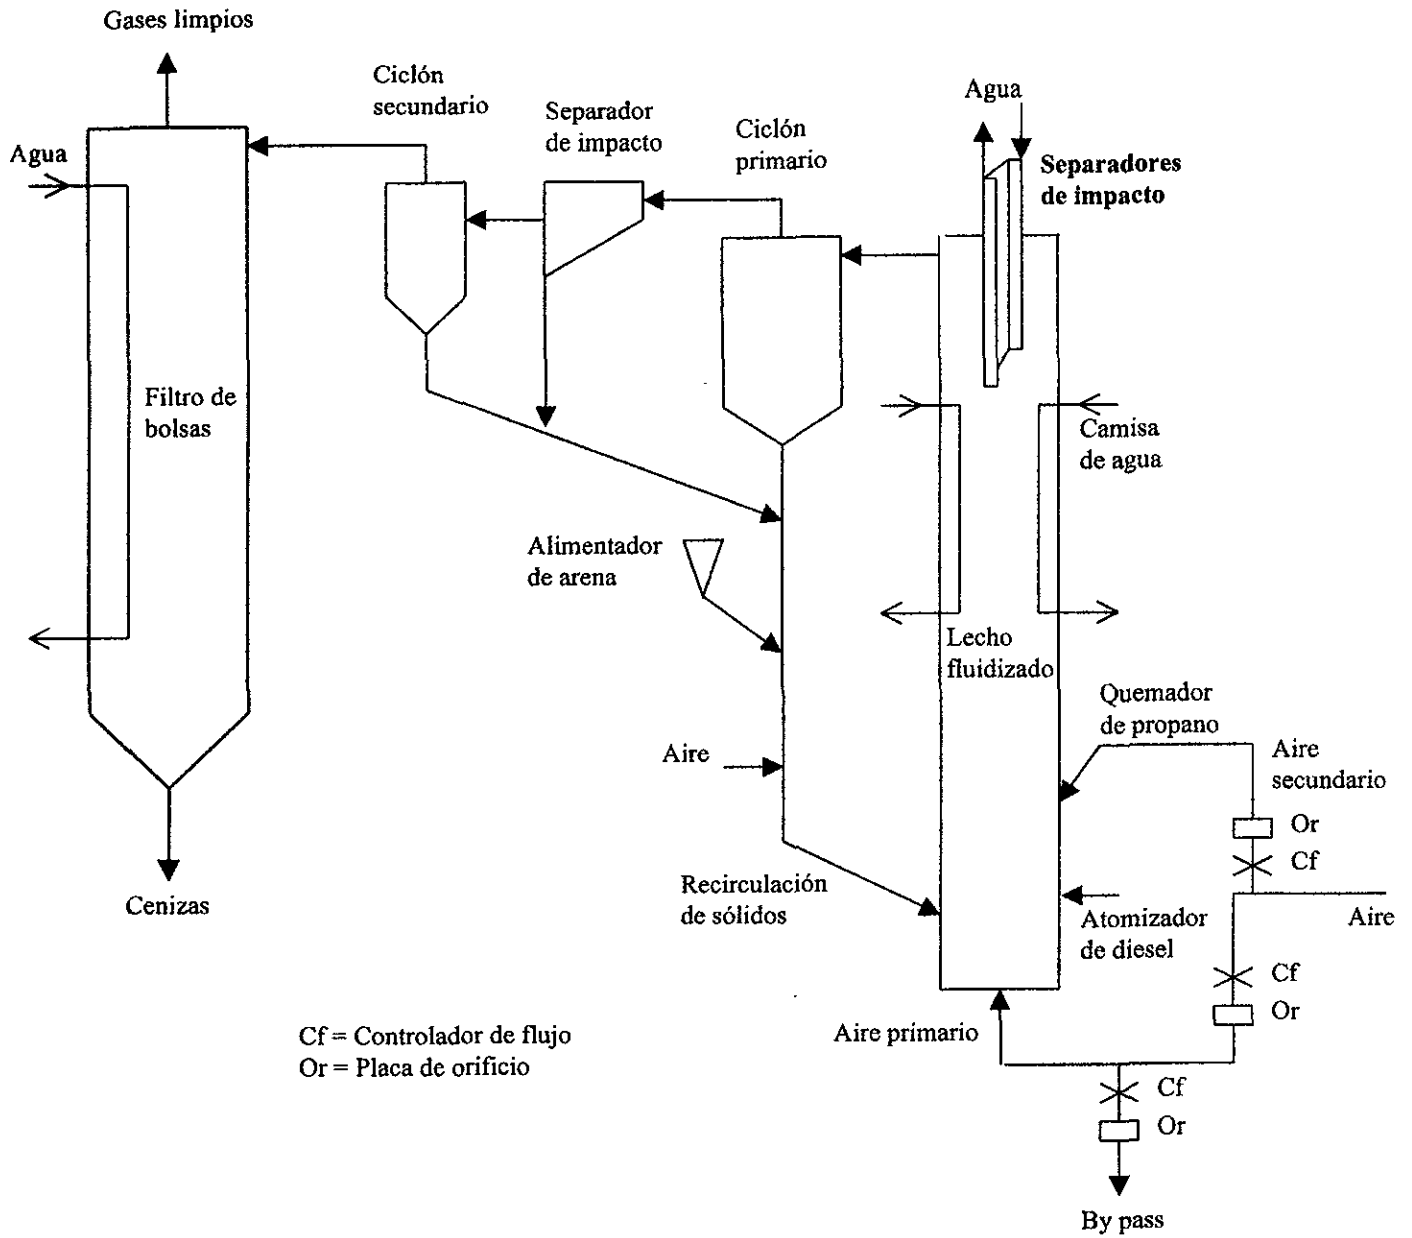 Gases limpios
Ciclón
secundario
Separador
de impacto
Ciclón
primario
Agua
Separadores
de impacto
Agua
Filtro de
bolsas
Camisa
de agua
Alimentador
de arena
Lecho
fluidizado
Quemador
de propano
Aire
Aire
secundario
Or
Cf
Recirculación
de sólidos
Cenizas
Atomizador
de diesel
Aire
Cf
Or
Aire primario
Cf = Controlador de flujo
Or = Placa de orificio
Cf
Or
By pass